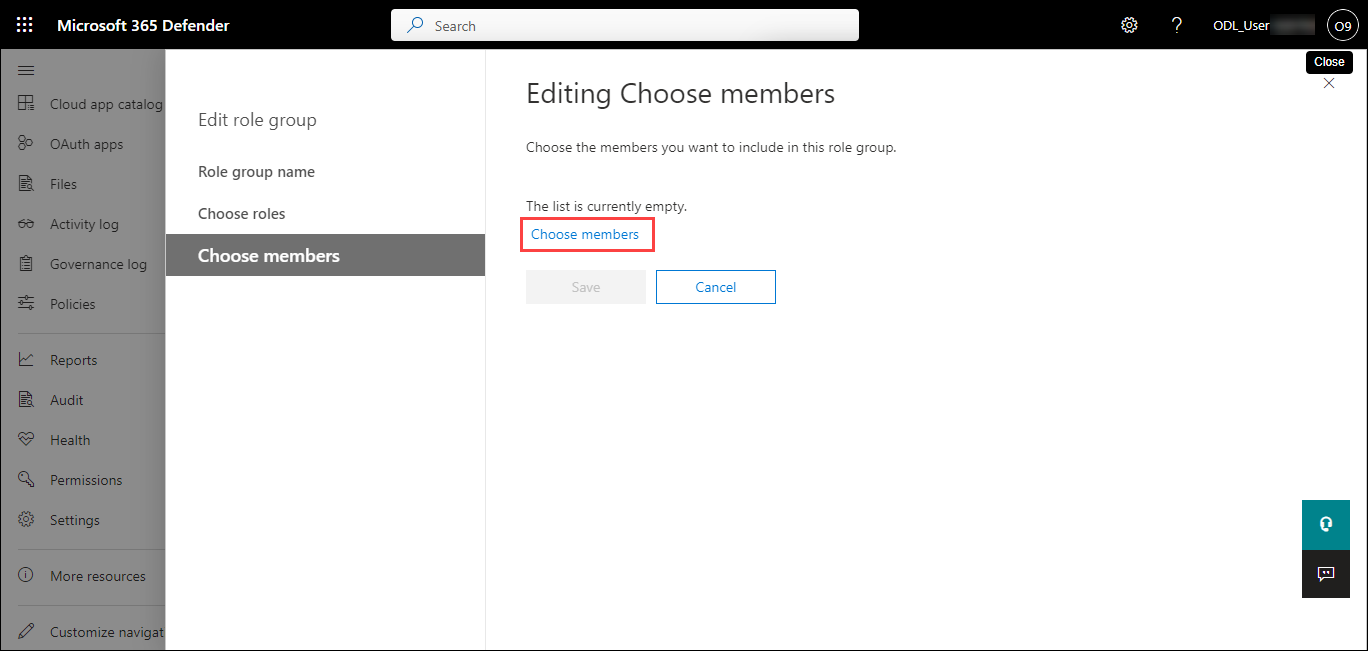 Microsoft 365 Defender
Search
?
ODL_User
O9
Close
Cloud app catalog
OAuth apps
Files
Activity log
Governance log
Policies
Reports
Audit
Health
Permissions
Settings
More resources
Customize navigat
Edit role group
Role group name
Choose roles
Choose members
Editing Choose members
Choose the members you want to include in this role group.
The list is currently empty.
Choose members
Save Cancel